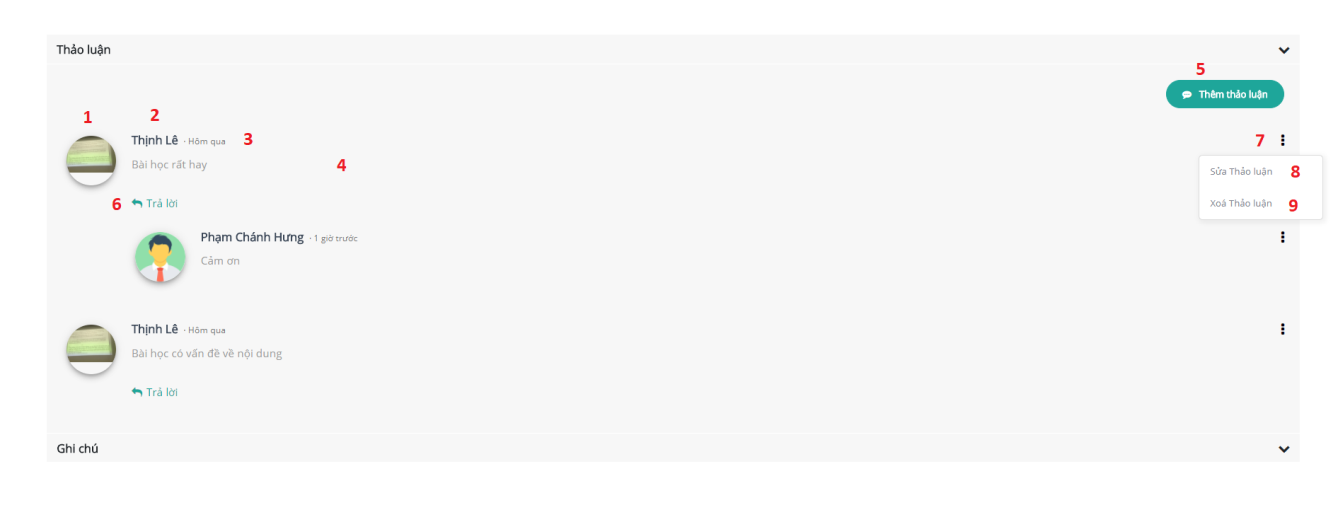 Thảo luận
5
Thêm thảo luận
1
2
Thịnh Lê · Hôm qua 3
7
Bài học rất hay 4
Sửa Thảo luận 8
6 Trả lời
Xoá Thảo luận 9
Phạm Chánh Hưng · 1 giờ trước
Cảm ơn
Thịnh Lê · Hôm qua
Bài học có vấn đề về nội dung
Trả lời
Ghi chú